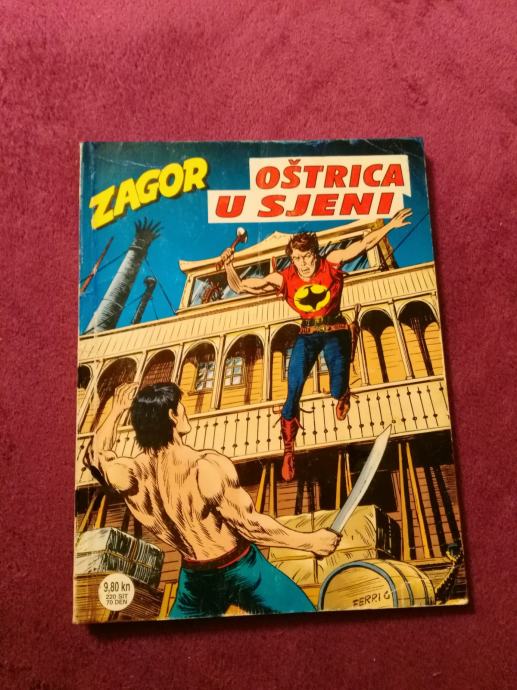 ZAGOR
OŠTRICA
U SJENI
9,80 kn
220 SIT
70 DEN
FERRI G